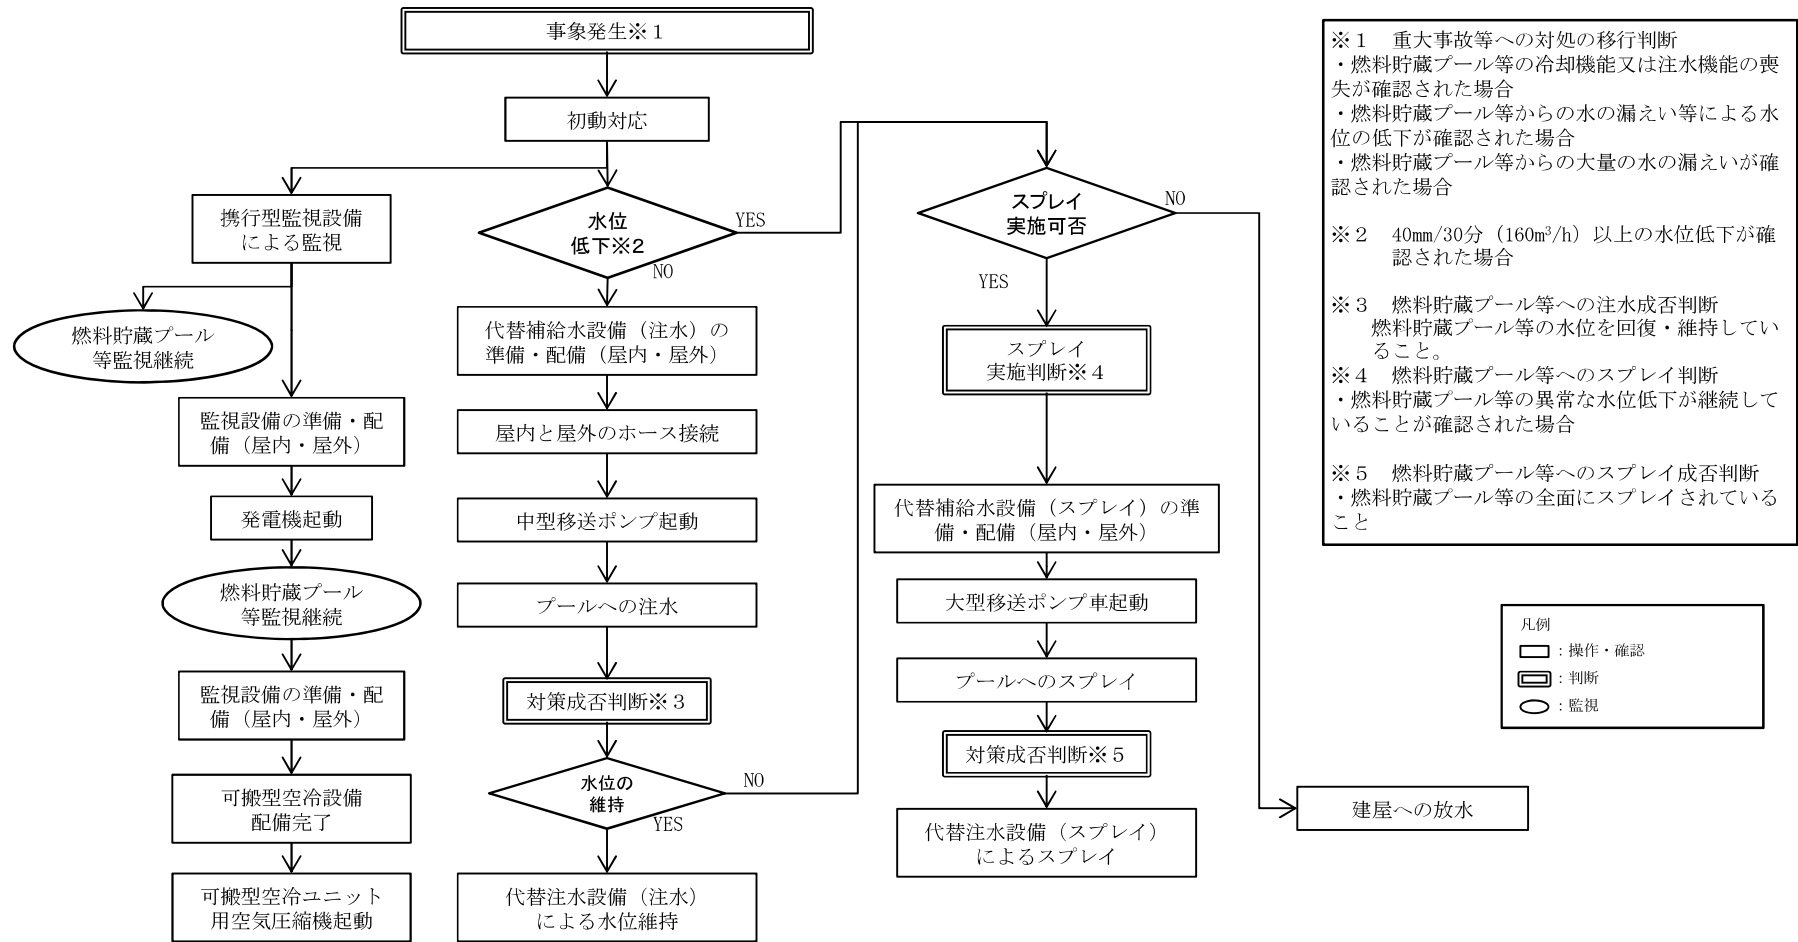 事象発生※１
初動対応
携行型監視設備
による監視
燃料貯蔵プール
等監視継続
監視設備の準備・配
備（屋内・屋外）
発電機起動
燃料貯蔵プール
等監視継続
監視設備の準備・配
備（屋内・屋外）
可搬型空冷設備
配備完了
可搬型空冷ユニット
用空気圧縮機起動
水位
低下※2
YES
NO
代替補給水設備（注水）の
準備・配備（屋内・屋外）
屋内と屋外のホース接続
中型移送ポンプ起動
プールへの注水
対策成否判断※３
水位の
維持
NO
YES
代替注水設備（注水）
による水位維持
スプレイ
実施可否
NO
YES
スプレイ
実施判断※４
代替補給水設備（スプレイ）の準
備・配備（屋内・屋外）
大型移送ポンプ車起動
プールへのスプレイ
対策成否判断※５
代替注水設備（スプレイ）
によるスプレイ
建屋への放水
※１　重大事故等への対処の移行判断
・燃料貯蔵プール等の冷却機能又は注水機能の喪
失が確認された場合
・燃料貯蔵プール等からの水の漏えい等による水
位の低下が確認された場合
・燃料貯蔵プール等からの大量の水の漏えいが確
認された場合
※２　40mm/30分（160m³/h）以上の水位低下が確
認された場合
※３　燃料貯蔵プール等への注水成否判断
燃料貯蔵プール等の水位を回復・維持してい
ること。
※４　燃料貯蔵プール等へのスプレイ判断
・燃料貯蔵プール等の異常な水位低下が継続して
いることが確認された場合
※５　燃料貯蔵プール等へのスプレイ成否判断
・燃料貯蔵プール等の全面にスプレイされている
こと
凡例
：操作・確認
：判断
：監視